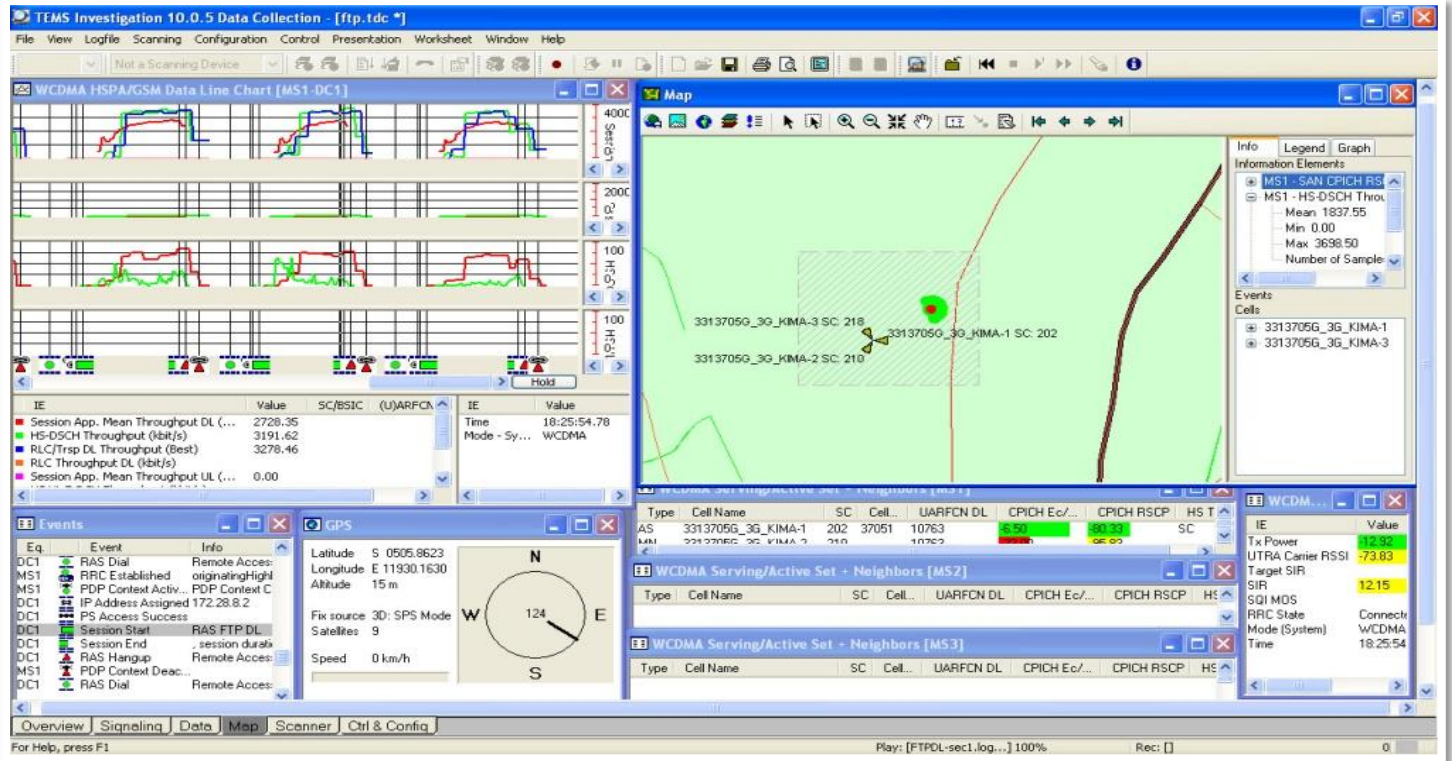 TEMS Investigation 10.0.5 Data Collection - [ftp.tdc *]
File View Logfile Scanning Configuration Control Presentation Worksheet Window Help
Not a Scanning Device
WCDMA HSPA/GSM Data Line Chart [MS1-DC1]
4000
2000
100
100
Hold
IE Value SC/BSIC (U)ARFCN
Session App. Mean Throughput DL (... 2728.35
HS-DSCH Throughput (kbit/s) 3191.62
RLC/Trsp DL Throughput (Best) 3278.46
RLC Throughput DL (kbit/s)
Session App. Mean Throughput UL (... 0.00
IE Value
Time 18:25:54.78
Mode - Sy... WCDMA
Map
3313705G_3G_KIMA-3 SC: 218
3313705G_3G_KIMA-1 SC: 202
3313705G_3G_KIMA-2 SC: 210
Info Legend Graph
Information Elements
MS1 - SAN CPICH RS
MS1 - HS-DSCH Throu
Mean 1837.55
Min 0.00
Max 3698.50
Number of Sample
Events
Cells
3313705G_3G_KIMA-1
3313705G_3G_KIMA-3
Events
Eq. Event Info
DC1 RAS Dial Remote Acces:
MS1 RRC Established originatingHighl
MS1 PDP Context Activ... PDP Context C
DC1 IP Address Assigned 172.28.8.2
DC1 PS Access Success
DC1 Session Start RAS FTP DL
DC1 Session End , session durati
DC1 RAS Hangup Remote Acces:
MS1 PDP Context Deac...
DC1 RAS Dial Remote Acces:
GPS
Latitude S 0505.8623
Longitude E 11930.1630
Altitude 15 m
Fix source 3D: SPS Mode
Satellites 9
Speed 0 km/h
N
W 124 E
S
WCDMA Serving/Active Set + Neighbors [MS1]
Type Cell Name SC Cell... UARFCN DL CPICH Ec/... CPICH RSCP HS T
AS 3313705G_3G_KIMA-1 202 37051 10763 -6.50 -80.33 SC
MN 3313705G_3G_KIMA-2 210 10763
WCDMA Serving/Active Set + Neighbors [MS2]
Type Cell Name SC Cell... UARFCN DL CPICH Ec/... CPICH RSCP HS
WCDMA Serving/Active Set + Neighbors [MS3]
Type Cell Name SC Cell... UARFCN DL CPICH Ec/... CPICH RSCP HS
WCDM...
IE Value
Tx Power -12.92
UTRA Carrier RSSI -73.83
Target SIR
SIR 12.15
SQI MOS
RRC State Connecte
Mode (System) WCDMA
Time 18:25:54
Overview Signaling Data Map Scanner Ctrl & Config
For Help, press F1
Play: [FTPDL-sec1.log...] 100%
Rec: []
0